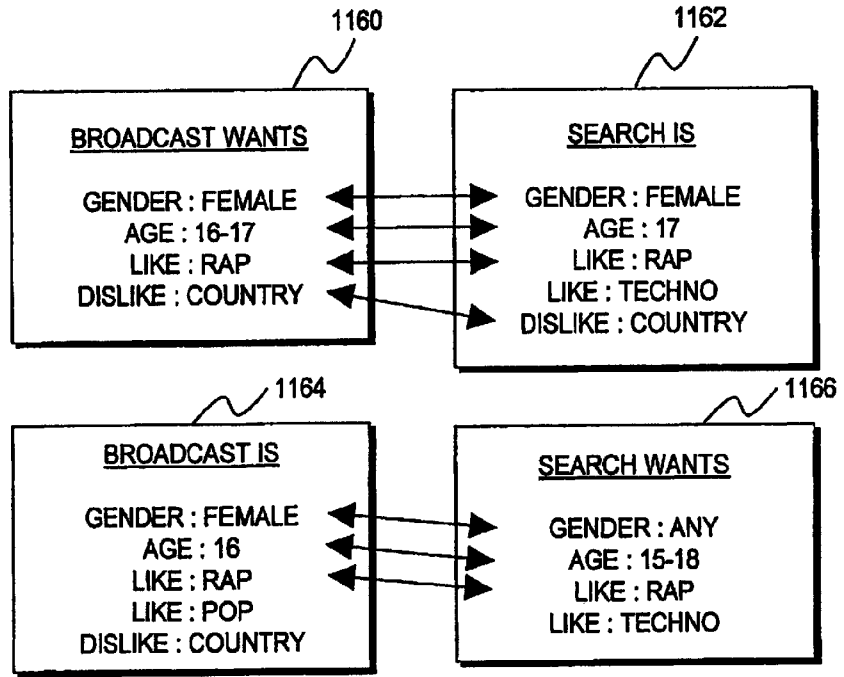 1160
BROADCAST WANTS
GENDER : FEMALE
AGE : 16-17
LIKE : RAP
DISLIKE : COUNTRY
1162
SEARCH IS
GENDER : FEMALE
AGE : 17
LIKE : RAP
LIKE : TECHNO
DISLIKE : COUNTRY
1164
BROADCAST IS
GENDER : FEMALE
AGE : 16
LIKE : RAP
LIKE : POP
DISLIKE : COUNTRY
1166
SEARCH WANTS
GENDER : ANY
AGE : 15-18
LIKE : RAP
LIKE : TECHNO